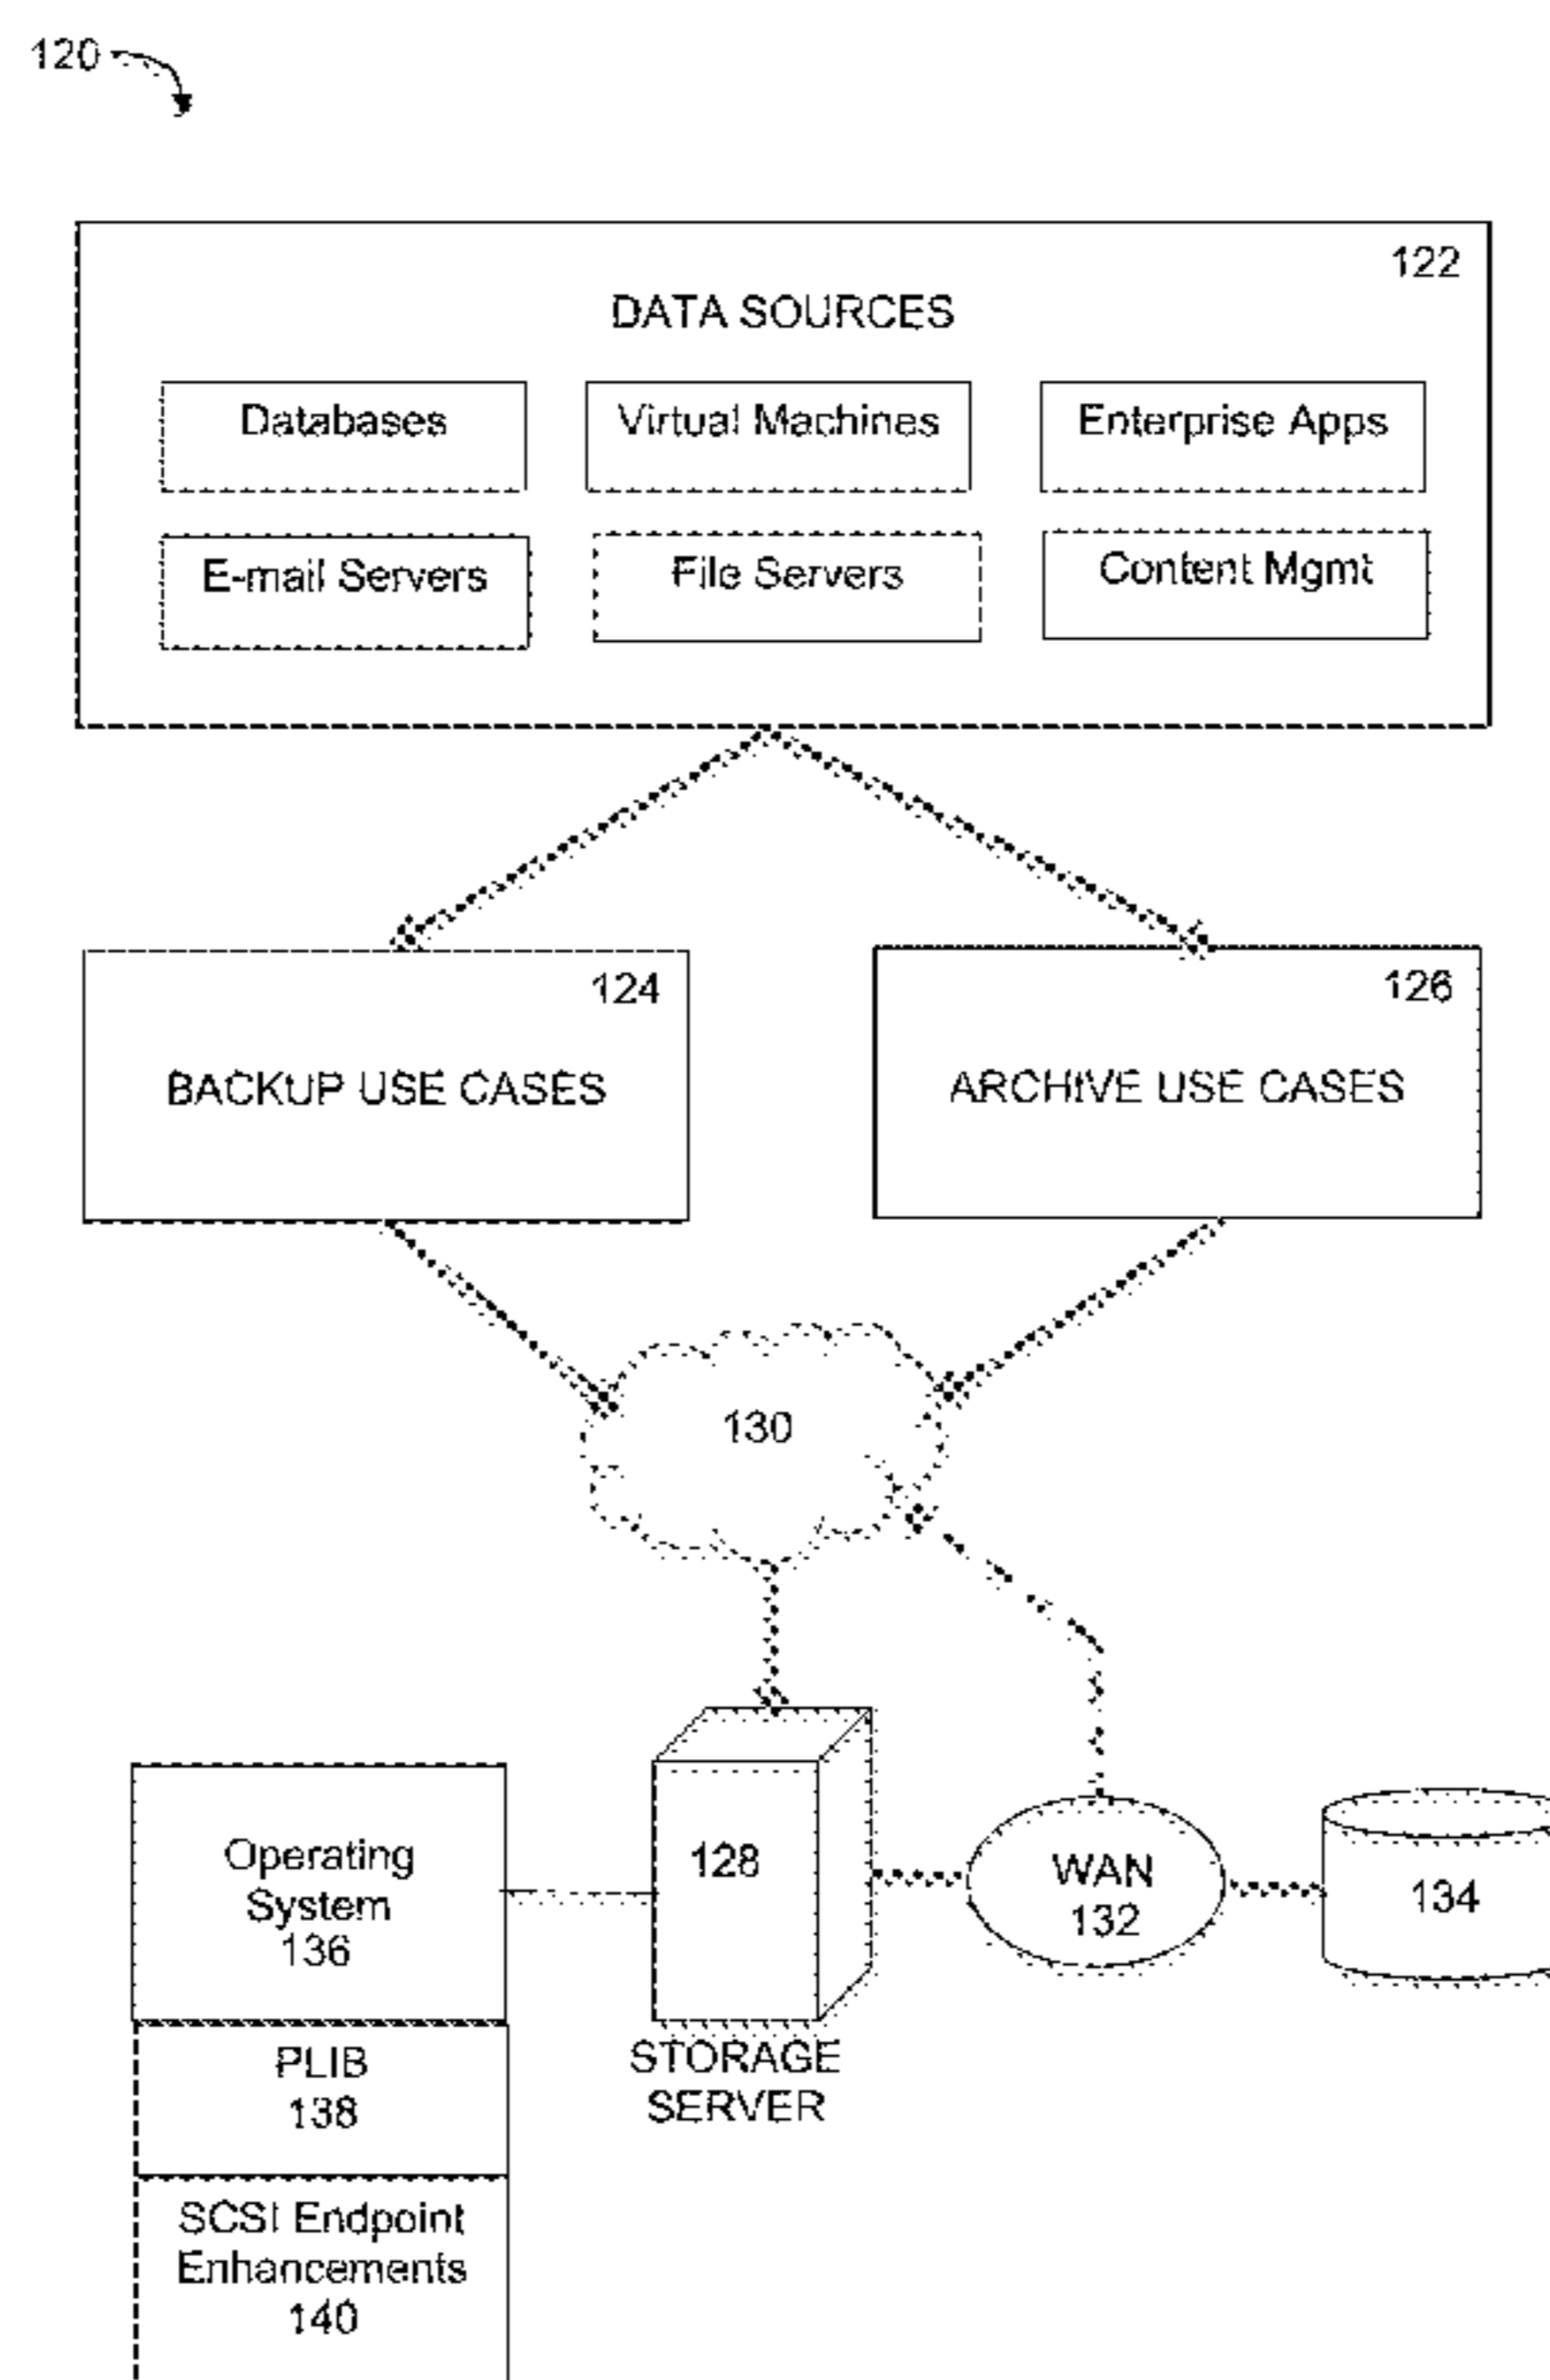 120
122
DATA SOURCES
Databases
Virtual Machines
Enterprise Apps
E-mail Servers
File Servers
Content Mgmt
124
BACKUP USE CASES
126
ARCHIVE USE CASES
130
Operating
System
136
128
STORAGE
SERVER
WAN
132
134
PLIB
138
SCSI Endpoint
Enhancements
140